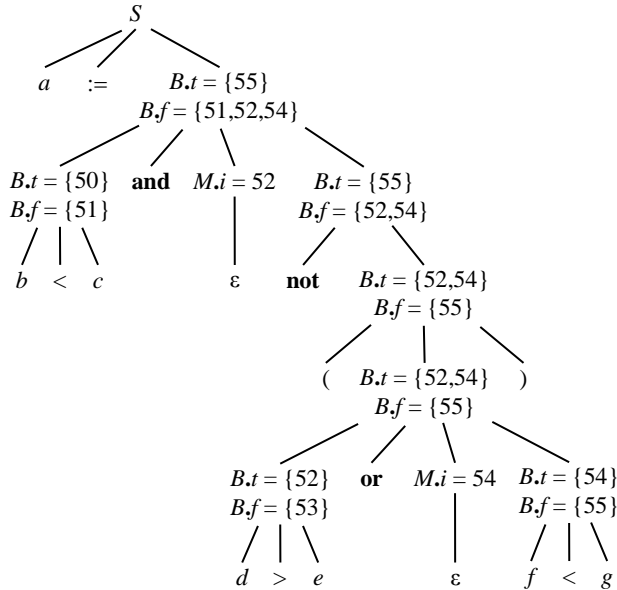 S
a := B.t = {55}
B.f = {51,52,54}
B.t = {50} and M.i = 52 B.t = {55}
B.f = {51} B.f = {52,54}
b < c ε not B.t = {52,54}
B.f = {55}
( B.t = {52,54} )
B.f = {55}
B.t = {52} or M.i = 54 B.t = {54}
B.f = {53} B.f = {55}
d > e ε f < g